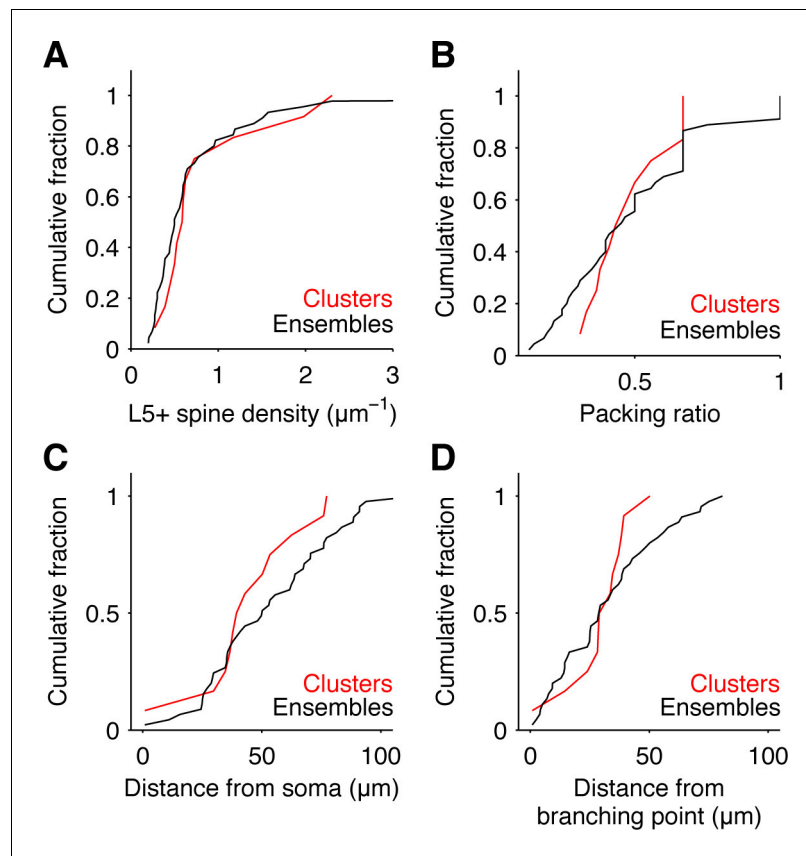 A
Cumulative fraction
1
0.8
0.6
0.4
0.2
0
0
1
2
3
Clusters
Ensembles
L5+ spine density (µm⁻¹)
B
Cumulative fraction
1
0.8
0.6
0.4
0.2
0
0.5
1
Clusters
Ensembles
Packing ratio
C
Cumulative fraction
1
0.5
0
0
50
100
Clusters
Ensembles
Distance from soma (µm)
D
Cumulative fraction
1
0.5
0
0
50
100
Clusters
Ensembles
Distance from
branching point (µm)